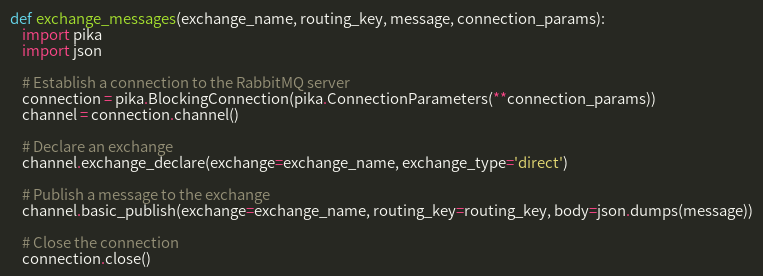 def exchange_messages(exchange_name, routing_key, message, connection_params):
    import pika
    import json

    # Establish a connection to the RabbitMQ server
    connection = pika.BlockingConnection(pika.ConnectionParameters(**connection_params))
    channel = connection.channel()

    # Declare an exchange
    channel.exchange_declare(exchange=exchange_name, exchange_type='direct')

    # Publish a message to the exchange
    channel.basic_publish(exchange=exchange_name, routing_key=routing_key, body=json.dumps(message))

    # Close the connection
    connection.close()